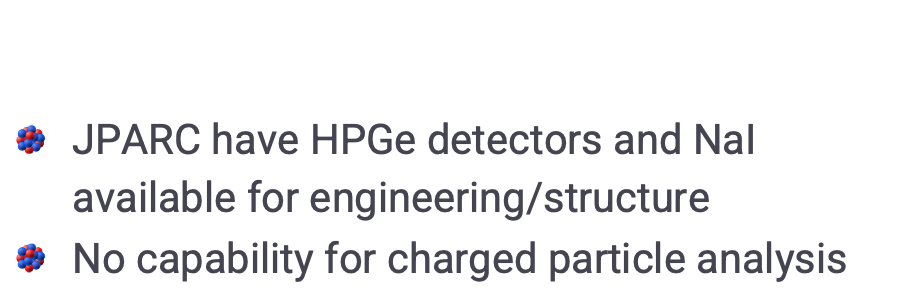 JPARC have HPGe detectors and NaI
available for engineering/structure
No capability for charged particle analysis